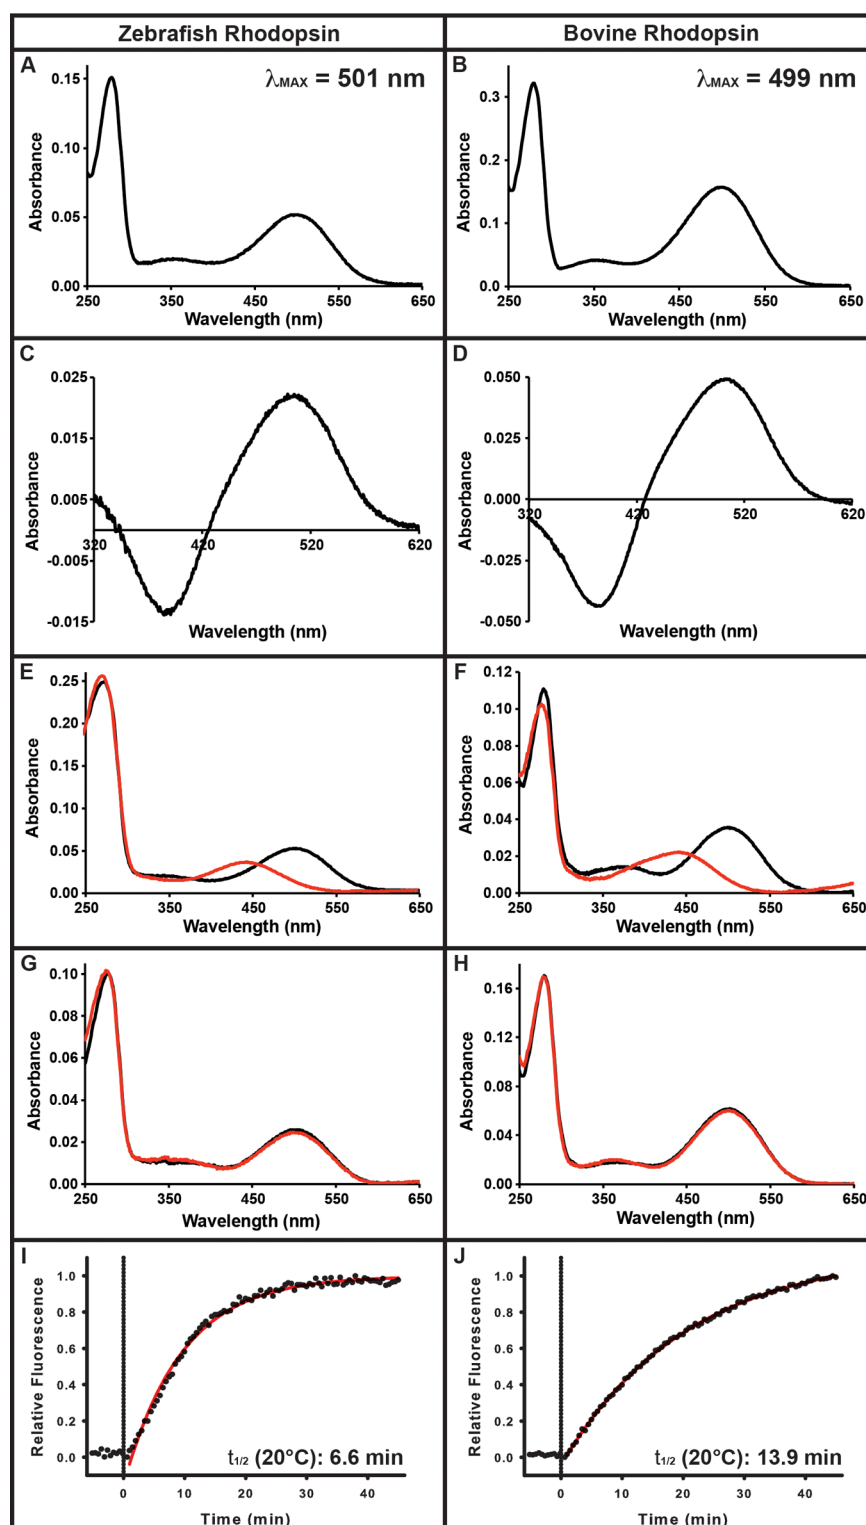 Zebrafish Rhodopsin
Bovine Rhodopsin
A
λMAX = 501 nm
0.15
0.10
0.05
0.00
Absorbance
250 350 450 550 650
Wavelength (nm)
B
λMAX = 499 nm
0.3
0.2
0.1
0.0
Absorbance
250 350 450 550 650
Wavelength (nm)
C
0.025
0.015
0.005
-0.005
-0.015
Absorbance
320 420 520 620
Wavelength (nm)
D
0.050
0.025
0.000
-0.025
-0.050
Absorbance
320 420 520 620
Wavelength (nm)
E
0.25
0.20
0.15
0.10
0.05
0.00
Absorbance
250 350 450 550 650
Wavelength (nm)
F
0.12
0.10
0.08
0.06
0.04
0.02
0.00
Absorbance
250 350 450 550 650
Wavelength (nm)
G
0.10
0.08
0.06
0.04
0.02
0.00
Absorbance
250 350 450 550 650
Wavelength (nm)
H
0.16
0.12
0.08
0.04
0.00
Absorbance
250 350 450 550 650
Wavelength (nm)
I
1.0
0.8
0.6
0.4
0.2
0.0
Relative Fluorescence
t1/2 (20°C): 6.6 min
0 10 20 30 40
Time (min)
J
1.0
0.8
0.6
0.4
0.2
0.0
Relative Fluorescence
t1/2 (20°C): 13.9 min
0 10 20 30 40
Time (min)